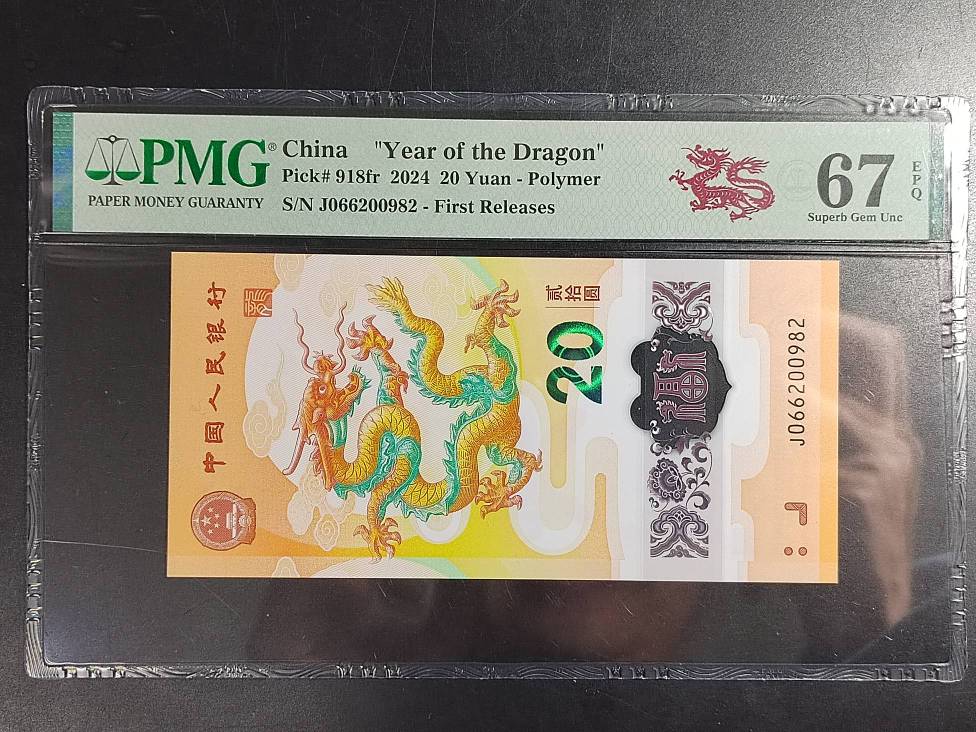 PMG®
PAPER MONEY GUARANTY
China "Year of the Dragon"
Pick# 918fr 2024 20 Yuan - Polymer
S/N J066200982 - First Releases
67
EPQ
Superb Gem Unc
中国人民银行
贰拾圆
20
福
J066200982